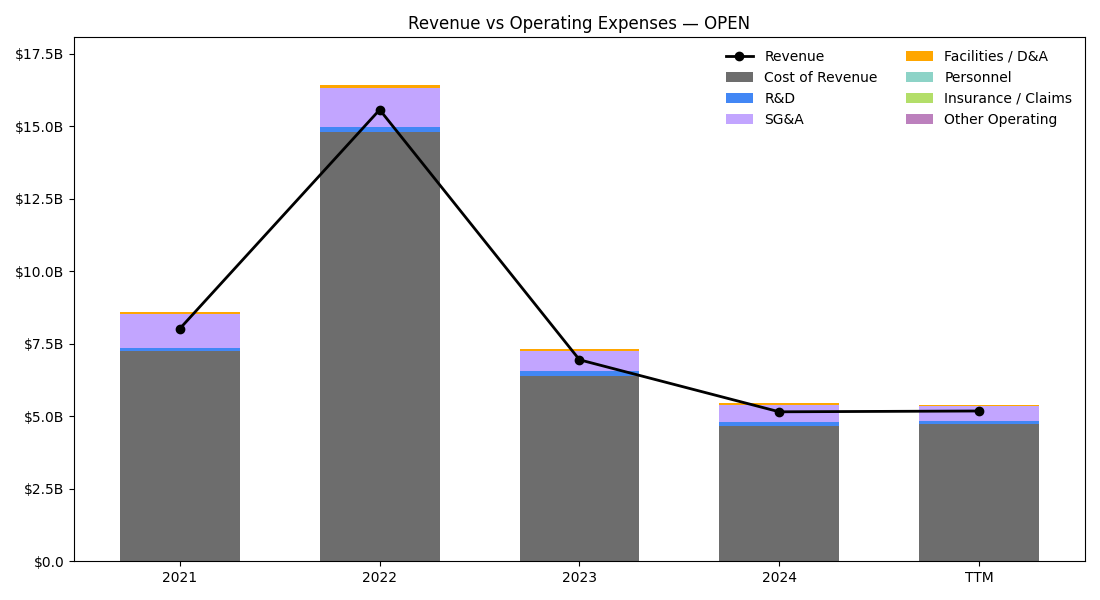 Revenue vs Operating Expenses — OPEN
$17.5B
$15.0B
$12.5B
$10.0B
$7.5B
$5.0B
$2.5B
$0.0
Revenue
Cost of Revenue
R&D
SG&A
Facilities / D&A
Personnel
Insurance / Claims
Other Operating
2021
2022
2023
2024
TTM